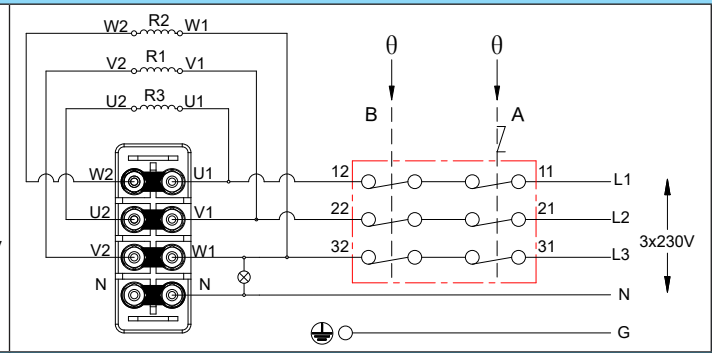 W2 R2 W1
V2 R1 V1
U2 R3 U1
θ θ
B A
W2 U1 12 11 L1
U2 V1 22 21 L2
V2 W1 32 31 L3
3x230V
N N N
G